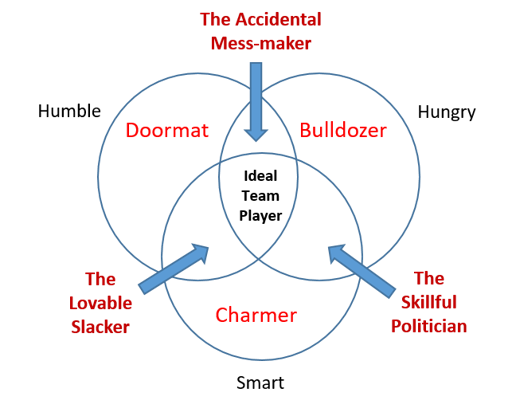 The Accidental
Mess-maker
Humble
Hungry
Doormat
Bulldozer
Ideal
Team
Player
The
Lovable
Slacker
The
Skillful
Politician
Charmer
Smart